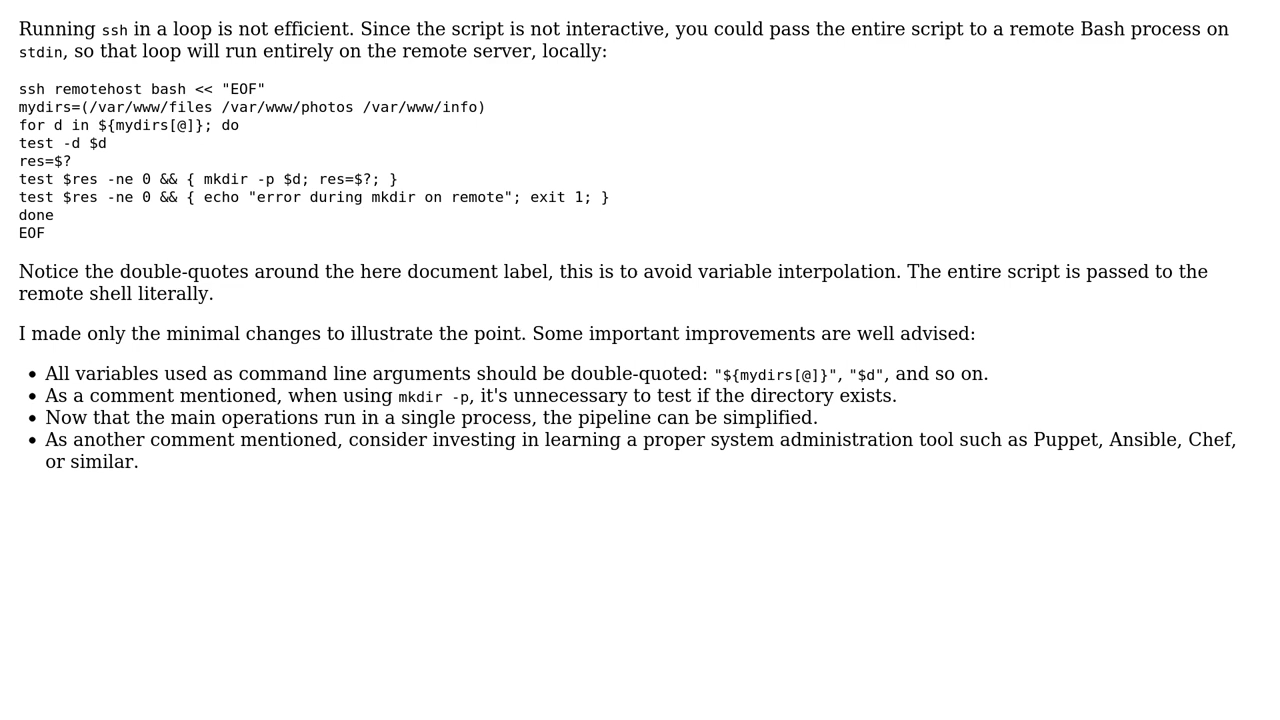 Running ssh in a loop is not efficient. Since the script is not interactive, you could pass the entire script to a remote Bash process on
stdin, so that loop will run entirely on the remote server, locally:
ssh remotehost bash << "EOF"
mydirs=(/var/www/files /var/www/photos /var/www/info)
for d in ${mydirs[@]}; do
test -d $d
res=$?
test $res -ne 0 && { mkdir -p $d; res=$?; }
test $res -ne 0 && { echo "error during mkdir on remote"; exit 1; }
done
EOF
Notice the double-quotes around the here document label, this is to avoid variable interpolation. The entire script is passed to the
remote shell literally.
I made only the minimal changes to illustrate the point. Some important improvements are well advised:
• All variables used as command line arguments should be double-quoted: "${mydirs[@]}", "$d", and so on.
• As a comment mentioned, when using mkdir -p, it's unnecessary to test if the directory exists.
• Now that the main operations run in a single process, the pipeline can be simplified.
• As another comment mentioned, consider investing in learning a proper system administration tool such as Puppet, Ansible, Chef,
or similar.